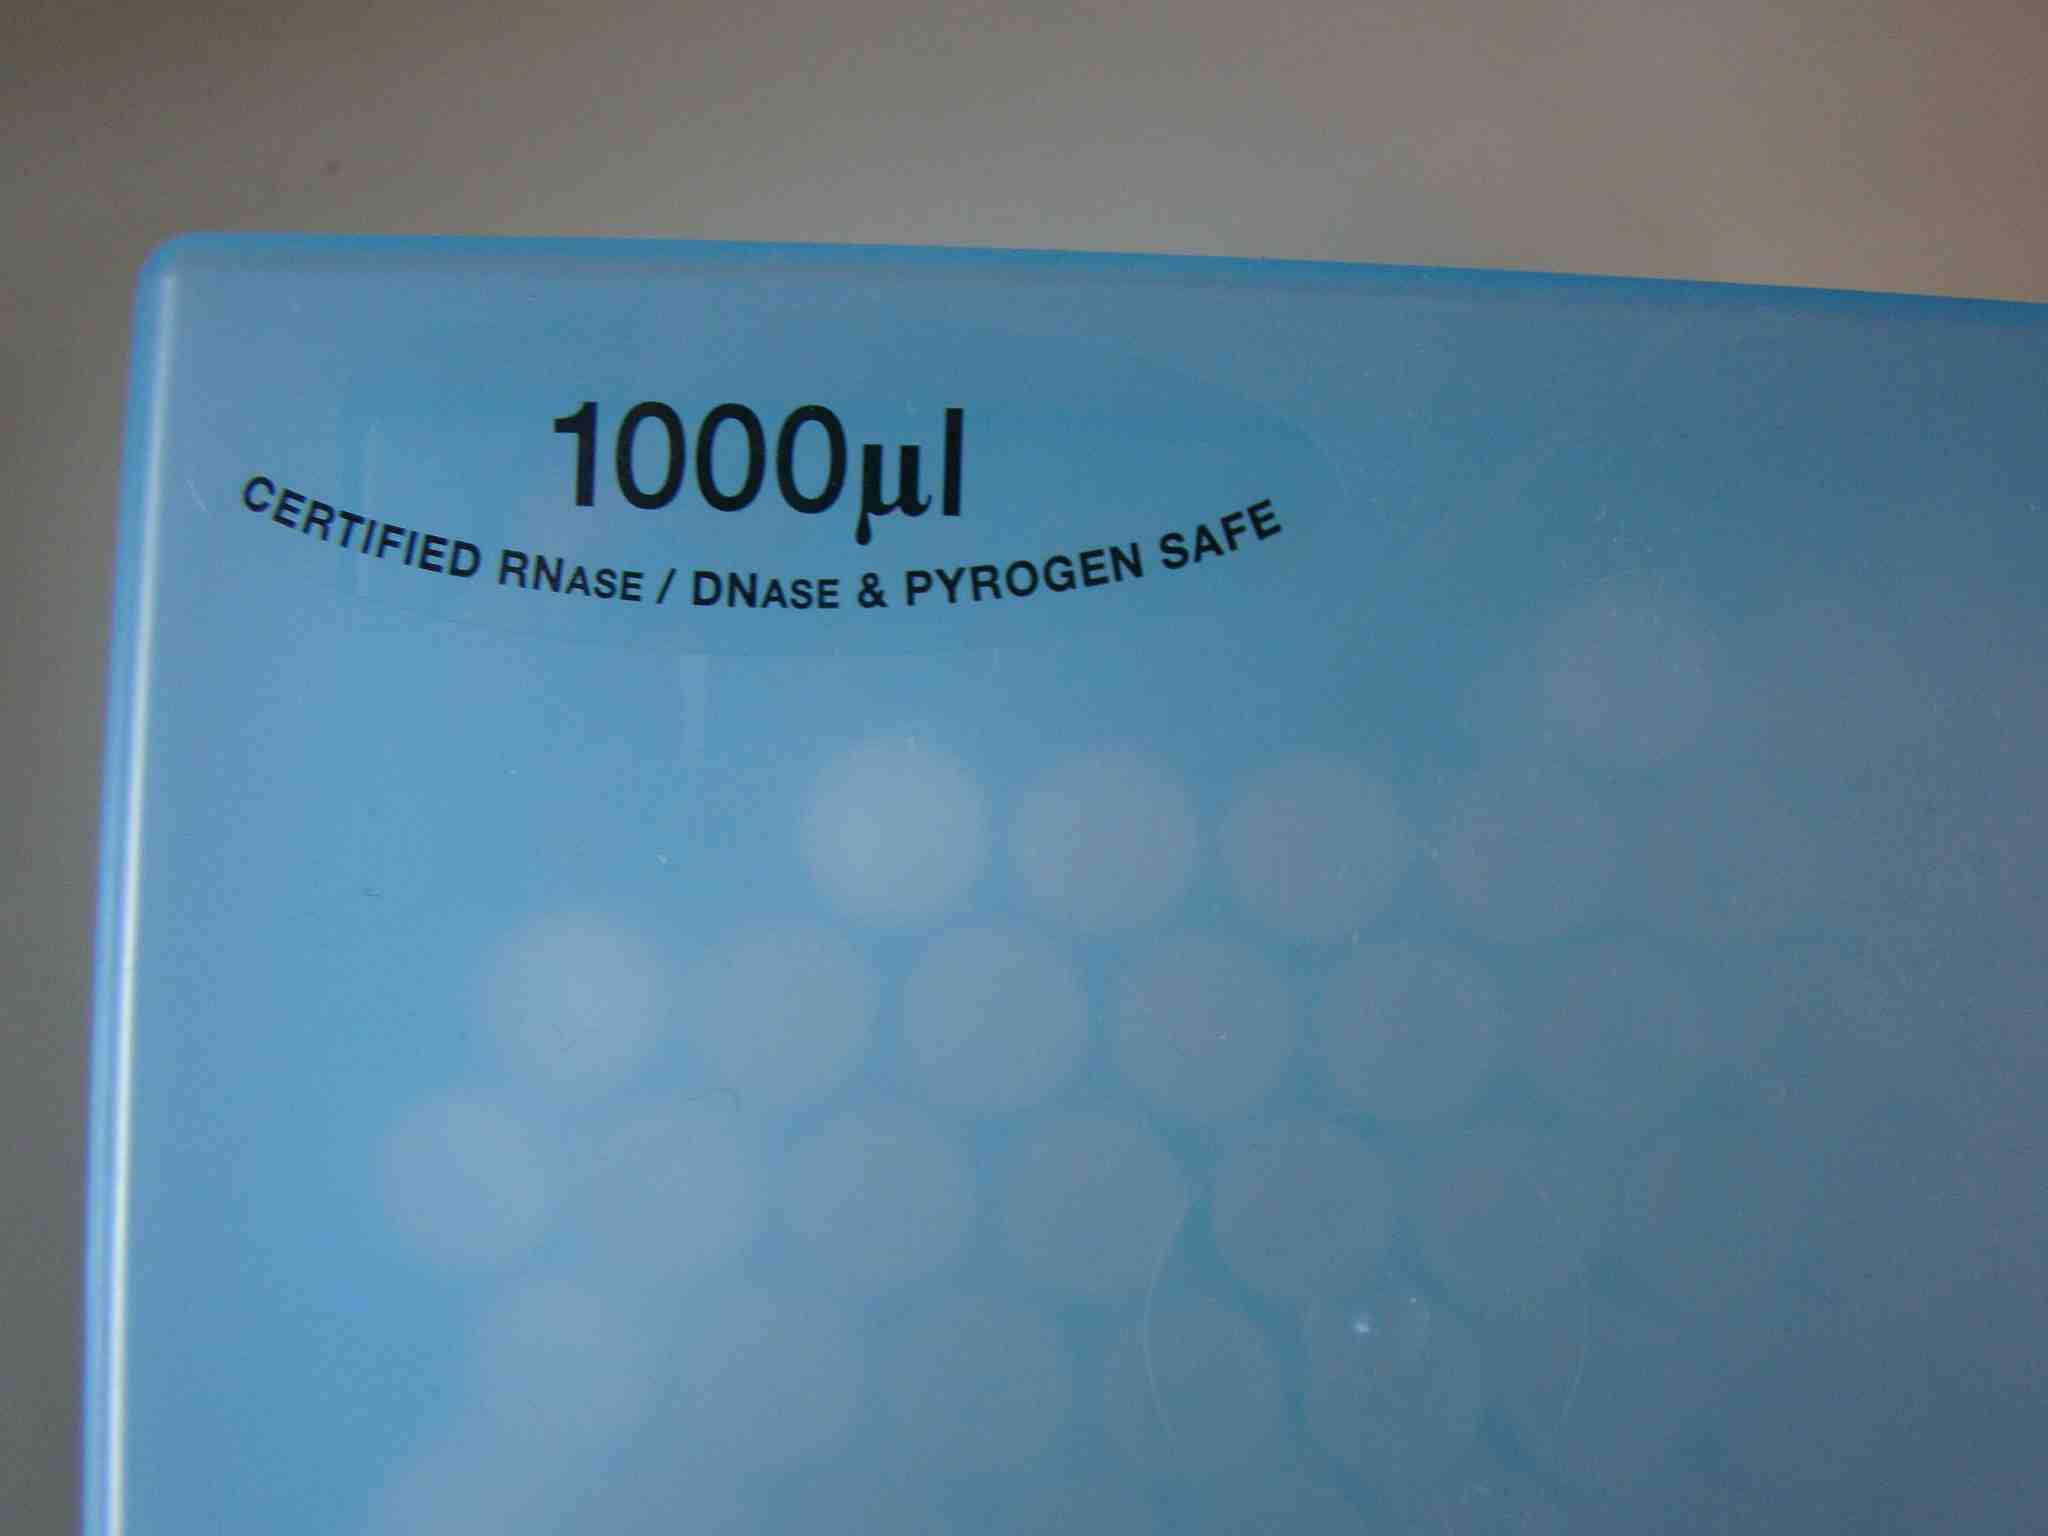 1000µl
CERTIFIED RNASE / DNASE & PYROGEN SAFE